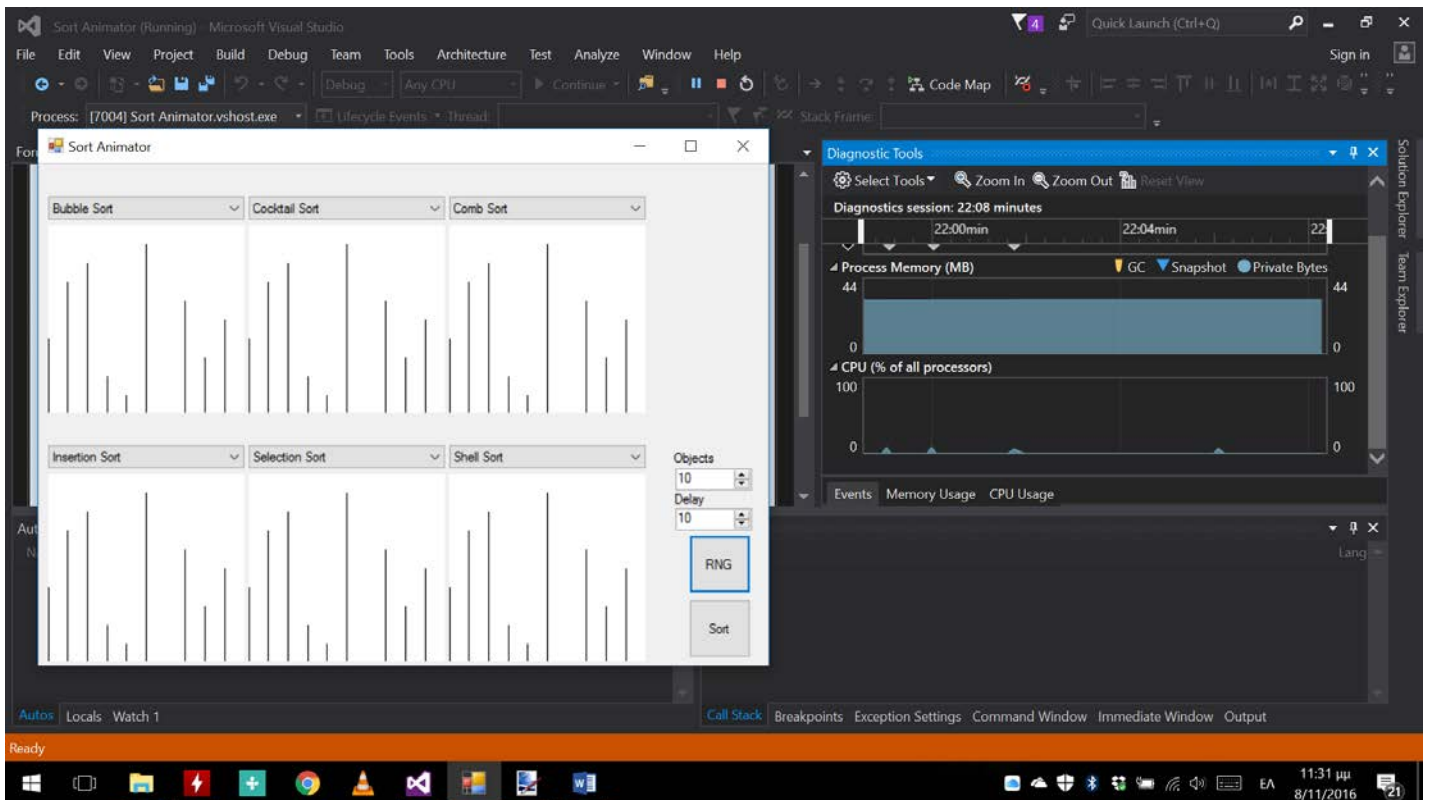 Sort Animator (Running) - Microsoft Visual Studio
4
Quick Launch (Ctrl+Q)
File Edit View Project Build Debug Team Tools Architecture Test Analyze Window Help
Sign in
Debug Any CPU Continue Code Map
Process: [7004] Sort Animator.vshost.exe Lifecycle Events Thread: Stack Frame:
Sort Animator
Bubble Sort Cocktail Sort Comb Sort
Insertion Sort Selection Sort Shell Sort
Objects
10
Delay
10
RNG
Sort
Diagnostic Tools
Select Tools Zoom In Zoom Out Reset View
Diagnostics session: 22:08 minutes
22:00min 22:04min 22:
Process Memory (MB) GC Snapshot Private Bytes
44 44
0 0
CPU (% of all processors)
100 100
0 0
Events Memory Usage CPU Usage
Solution Explorer
Team Explorer
Aut
Lang
Autos Locals Watch 1
Call Stack Breakpoints Exception Settings Command Window Immediate Window Output
Ready
ΕΛ
11:31 μμ
8/11/2016
21